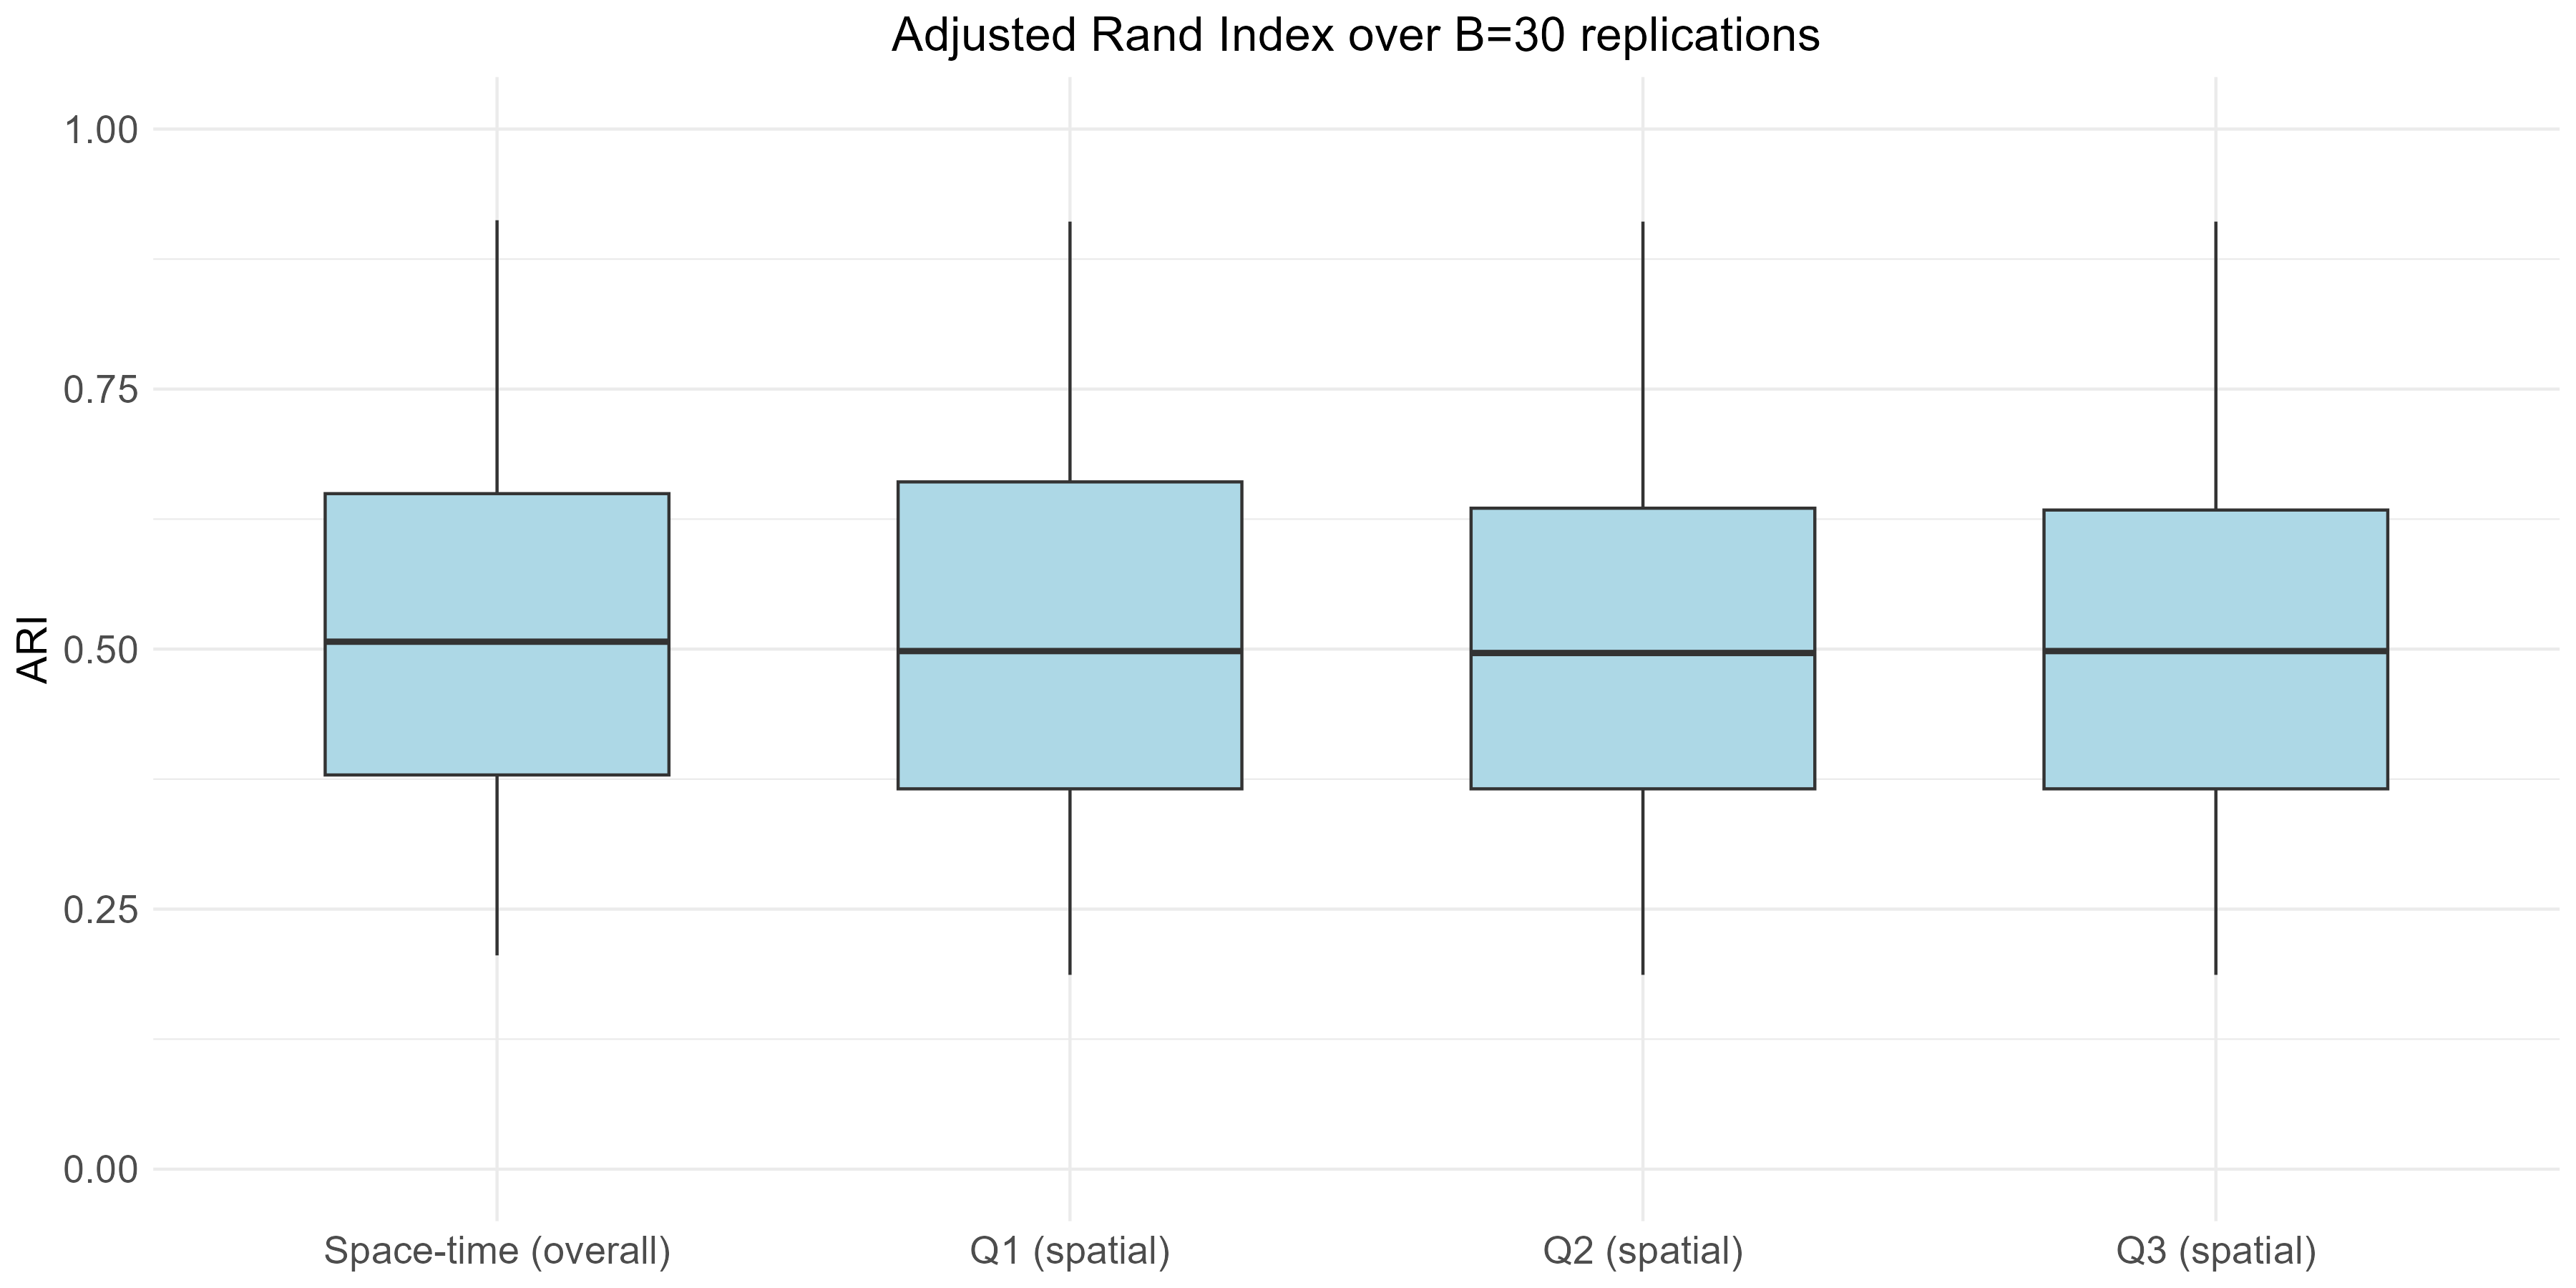 Adjusted Rand Index over B=30 replications
1.00
0.75
0.50
0.25
0.00
ARI
Space-time (overall)
Q1 (spatial)
Q2 (spatial)
Q3 (spatial)